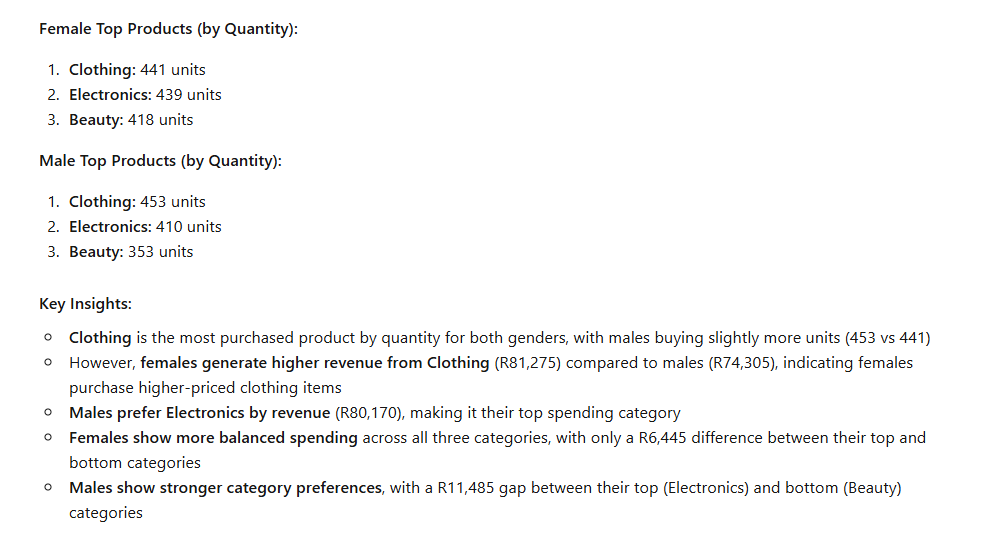 Female Top Products (by Quantity):
1. Clothing: 441 units
2. Electronics: 439 units
3. Beauty: 418 units
Male Top Products (by Quantity):
1. Clothing: 453 units
2. Electronics: 410 units
3. Beauty: 353 units
Key Insights:
Clothing is the most purchased product by quantity for both genders, with males buying slightly more units (453 vs 441)
However, females generate higher revenue from Clothing (R81,275) compared to males (R74,305), indicating females
purchase higher-priced clothing items
Males prefer Electronics by revenue (R80,170), making it their top spending category
Females show more balanced spending across all three categories, with only a R6,445 difference between their top and
bottom categories
Males show stronger category preferences, with a R11,485 gap between their top (Electronics) and bottom (Beauty)
categories